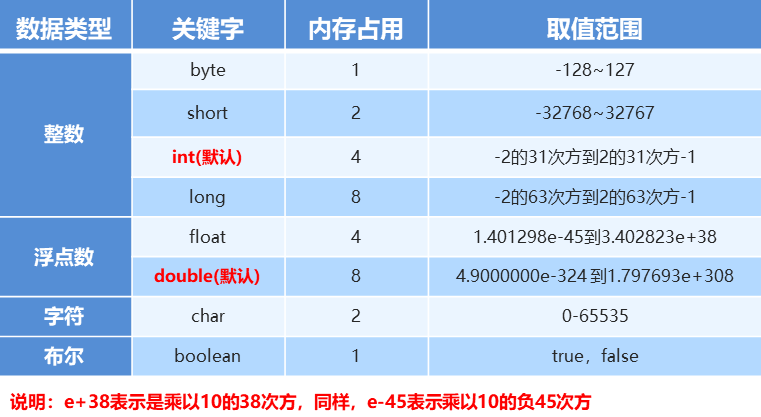 数据类型 关键字 内存占用 取值范围
整数 byte 1 -128~127
short 2 -32768~32767
int(默认) 4 -2的31次方到2的31次方-1
long 8 -2的63次方到2的63次方-1
浮点数 float 4 1.401298e-45到3.402823e+38
double(默认) 8 4.9000000e-324 到1.797693e+308
字符 char 2 0-65535
布尔 boolean 1 true，false
说明：e+38表示是乘以10的38次方，同样，e-45表示乘以10的负45次方